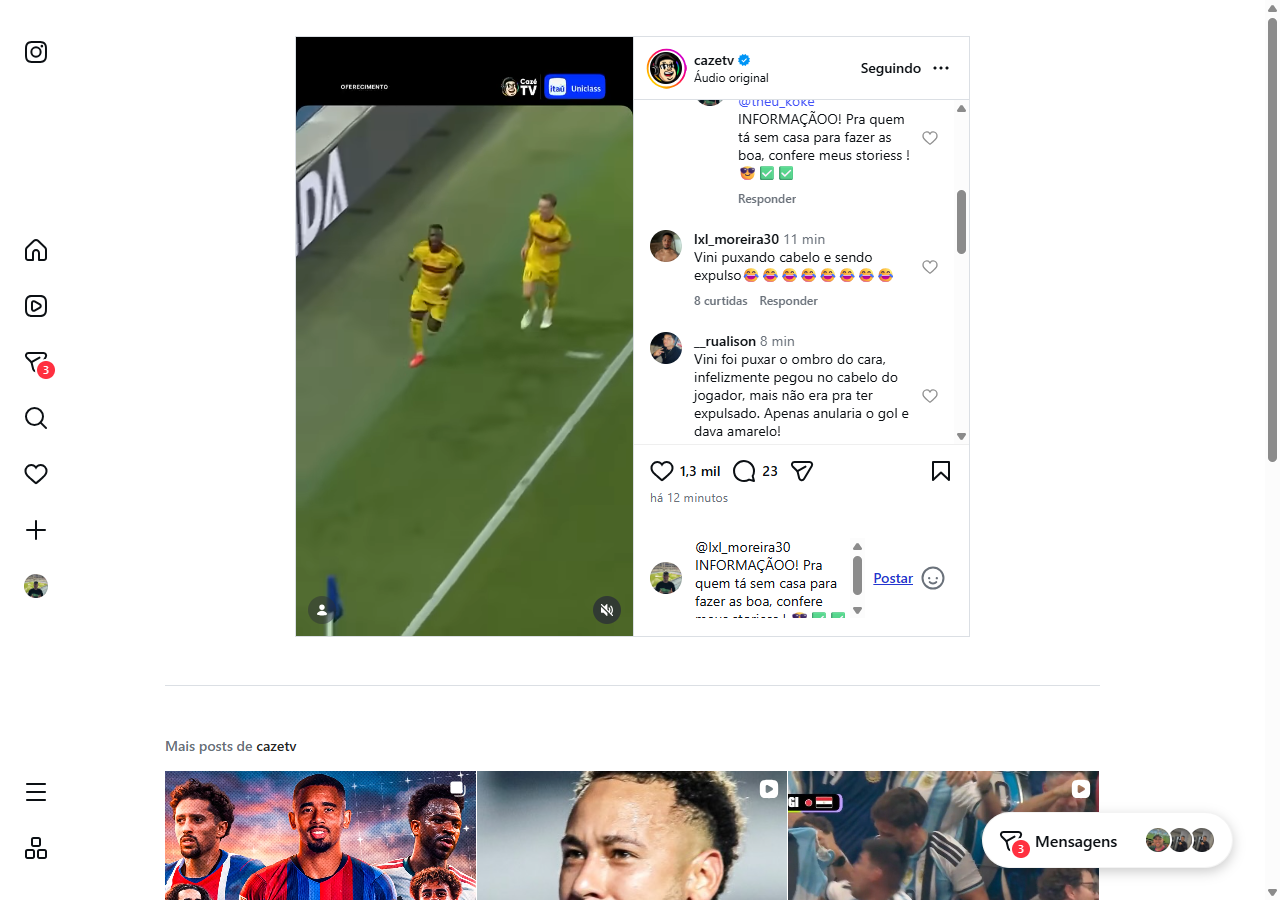 OFERECIMENTO
Cazé
TV
itaú
Uniclass
cazetv
Áudio original
Seguindo
@theu_koke
INFORMAÇÃOO! Pra quem
tá sem casa para fazer as
boa, confere meus storiess !
😎 ✅ ✅
Responder
lxl_moreira30 11 min
Vini puxando cabelo e sendo
expulso😂 😂 😂 😂 😂 😂 😂 😂
8 curtidas Responder
__rualison 8 min
Vini foi puxar o ombro do cara,
infelizmente pegou no cabelo do
jogador, mais não era pra ter
expulsado. Apenas anularia o gol e
dava amarelo!
1,3 mil 23
há 12 minutos
@lxl_moreira30
INFORMAÇÃOO! Pra
quem tá sem casa para
fazer as boa, confere
meus storiess ! 😎 ✅ ✅
Postar
3
Mais posts de cazetv
GI
3
Mensagens